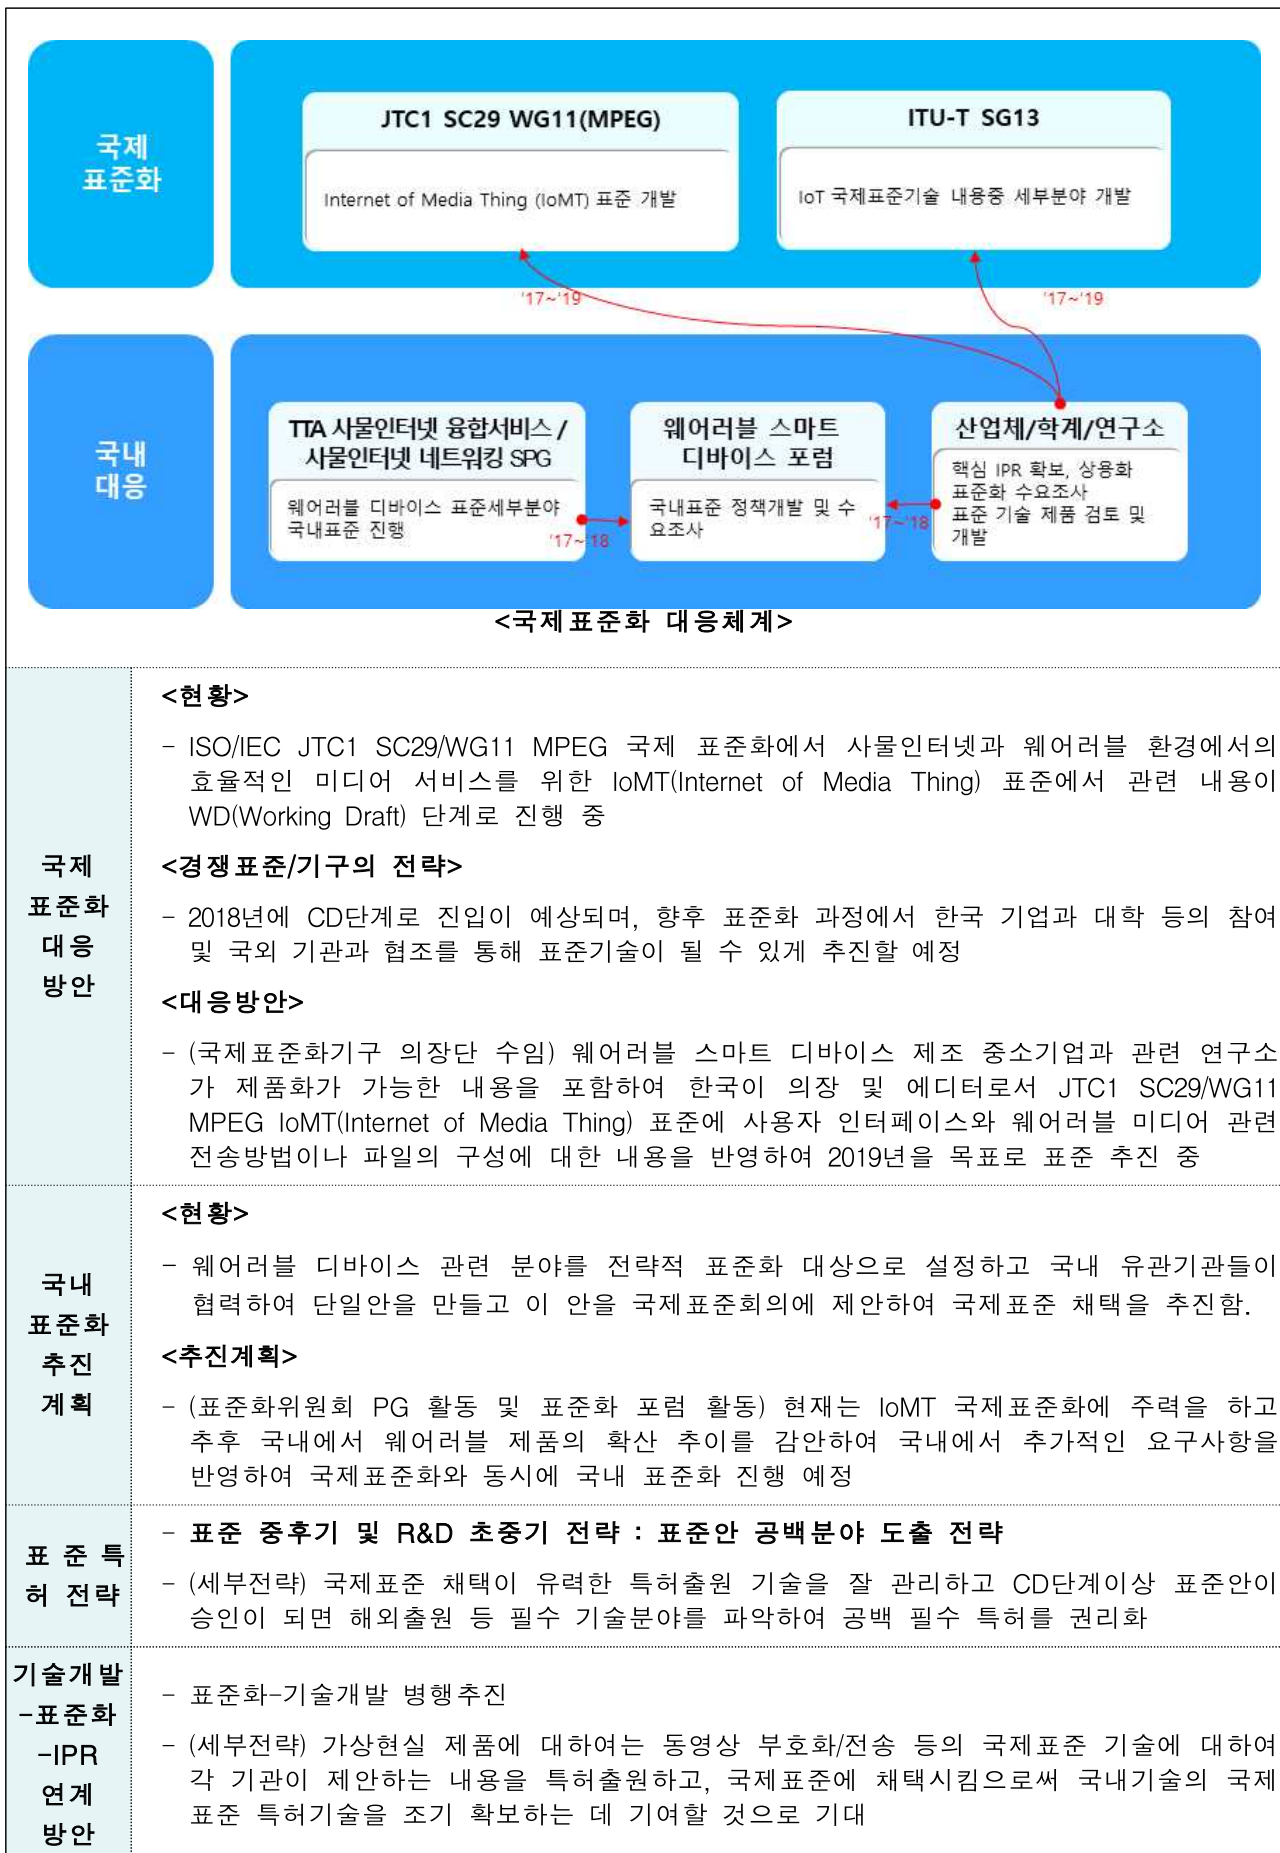 국제
표준화
JTC1 SC29 WG11(MPEG)
Internet of Media Thing (IoMT) 표준 개발
ITU-T SG13
IoT 국제표준기술 내용중 세부분야 개발
'17~'19
'17~'19
국내
대응
TTA 사물인터넷 융합서비스 /
사물인터넷 네트워킹 SPG
웨어러블 디바이스 표준세부분야
국내표준 진행
'17~'18
웨어러블 스마트
디바이스 포럼
국내표준 정책개발 및 수
요조사
'17~'18
산업체/학계/연구소
핵심 IPR 확보, 상용화
표준화 수요조사
표준 기술 제품 검토 및
개발
<국제표준화 대응체계>
국제
표준화
대응
방안
<현황>
- ISO/IEC JTC1 SC29/WG11 MPEG 국제 표준화에서 사물인터넷과 웨어러블 환경에서의
효율적인 미디어 서비스를 위한 IoMT(Internet of Media Thing) 표준에서 관련 내용이
WD(Working Draft) 단계로 진행 중
<경쟁표준/기구의 전략>
- 2018년에 CD단계로 진입이 예상되며, 향후 표준화 과정에서 한국 기업과 대학 등의 참여
및 국외 기관과 협조를 통해 표준기술이 될 수 있게 추진할 예정
<대응방안>
- (국제표준화기구 의장단 수임) 웨어러블 스마트 디바이스 제조 중소기업과 관련 연구소
가 제품화가 가능한 내용을 포함하여 한국이 의장 및 에디터로서 JTC1 SC29/WG11
MPEG IoMT(Internet of Media Thing) 표준에 사용자 인터페이스와 웨어러블 미디어 관련
전송방법이나 파일의 구성에 대한 내용을 반영하여 2019년을 목표로 표준 추진 중
국내
표준화
추진
계획
<현황>
- 웨어러블 디바이스 관련 분야를 전략적 표준화 대상으로 설정하고 국내 유관기관들이
협력하여 단일안을 만들고 이 안을 국제표준회의에 제안하여 국제표준 채택을 추진함.
<추진계획>
- (표준화위원회 PG 활동 및 표준화 포럼 활동) 현재는 IoMT 국제표준화에 주력을 하고
추후 국내에서 웨어러블 제품의 확산 추이를 감안하여 국내에서 추가적인 요구사항을
반영하여 국제표준화와 동시에 국내 표준화 진행 예정
표 준 특
허 전략
- 표준 중후기 및 R&D 초중기 전략 : 표준안 공백분야 도출 전략
- (세부전략) 국제표준 채택이 유력한 특허출원 기술을 잘 관리하고 CD단계이상 표준안이
승인이 되면 해외출원 등 필수 기술분야를 파악하여 공백 필수 특허를 권리화
기술개발
-표준화
-IPR
연계
방안
- 표준화-기술개발 병행추진
- (세부전략) 가상현실 제품에 대하여는 동영상 부호화/전송 등의 국제표준 기술에 대하여
각 기관이 제안하는 내용을 특허출원하고, 국제표준에 채택시킴으로써 국내기술의 국제
표준 특허기술을 조기 확보하는 데 기여할 것으로 기대